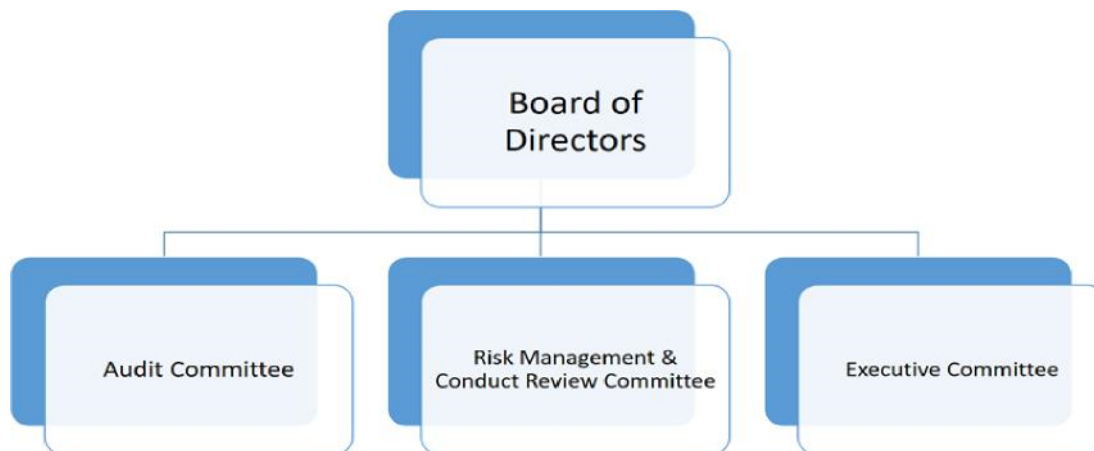 Board of
Directors
Audit Committee
Risk Management &
Conduct Review Committee
Executive Committee